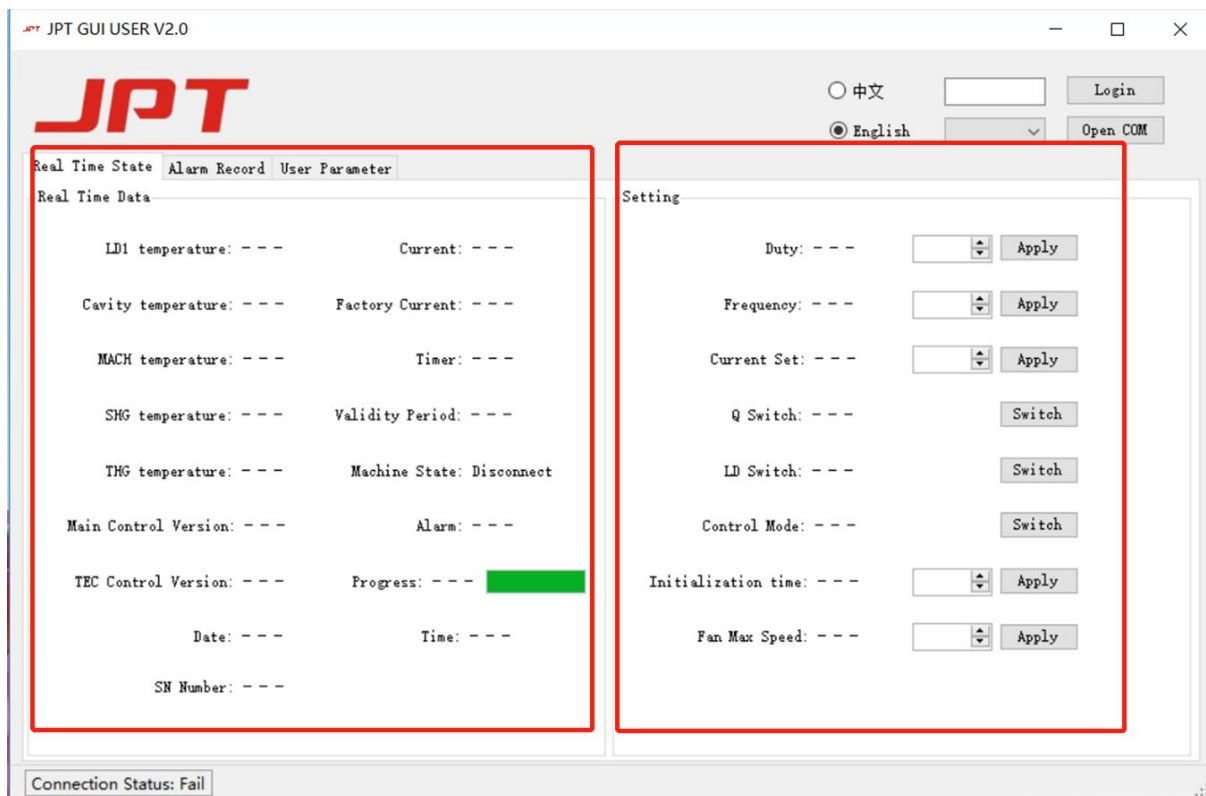 JPT JPT GUI USER V2.0
JPT
中文
Login
English
Open COM
Real Time State Alarm Record User Parameter
Real Time Data
LD1 temperature: - - -
Current: - - -
Cavity temperature: - - -
Factory Current: - - -
MACH temperature: - - -
Timer: - - -
SHG temperature: - - -
Validity Period: - - -
THG temperature: - - -
Machine State: Disconnect
Main Control Version: - - -
Alarm: - - -
TEC Control Version: - - -
Progress: - - -
Date: - - -
Time: - - -
SN Number: - - -
Setting
Duty: - - - Apply
Frequency: - - - Apply
Current Set: - - - Apply
Q Switch: - - - Switch
LD Switch: - - - Switch
Control Mode: - - - Switch
Initialization time: - - - Apply
Fan Max Speed: - - - Apply
Connection Status: Fail